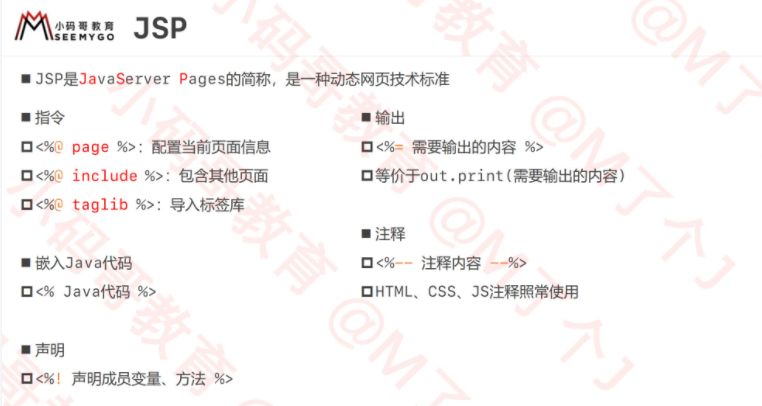 小码哥教育
SEEMYGO
JSP
■ JSP是JavaServer Pages的简称，是一种动态网页技术标准
■ 指令
<%@ page %>：配置当前页面信息
<%@ include %>：包含其他页面
<%@ taglib %>：导入标签库
■ 嵌入Java代码
<% Java代码 %>
■ 声明
<%! 声明成员变量、方法 %>
■ 输出
<%= 需要输出的内容 %>
等价于out.print(需要输出的内容)
■ 注释
<%-- 注释内容 --%>
HTML、CSS、JS注释照常使用
小码哥教育 @M了个J